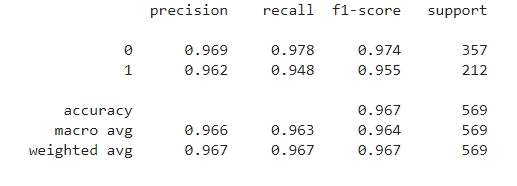 precision recall f1-score support
0 0.969 0.978 0.974 357
1 0.962 0.948 0.955 212
accuracy 0.967 569
macro avg 0.966 0.963 0.964 569
weighted avg 0.967 0.967 0.967 569